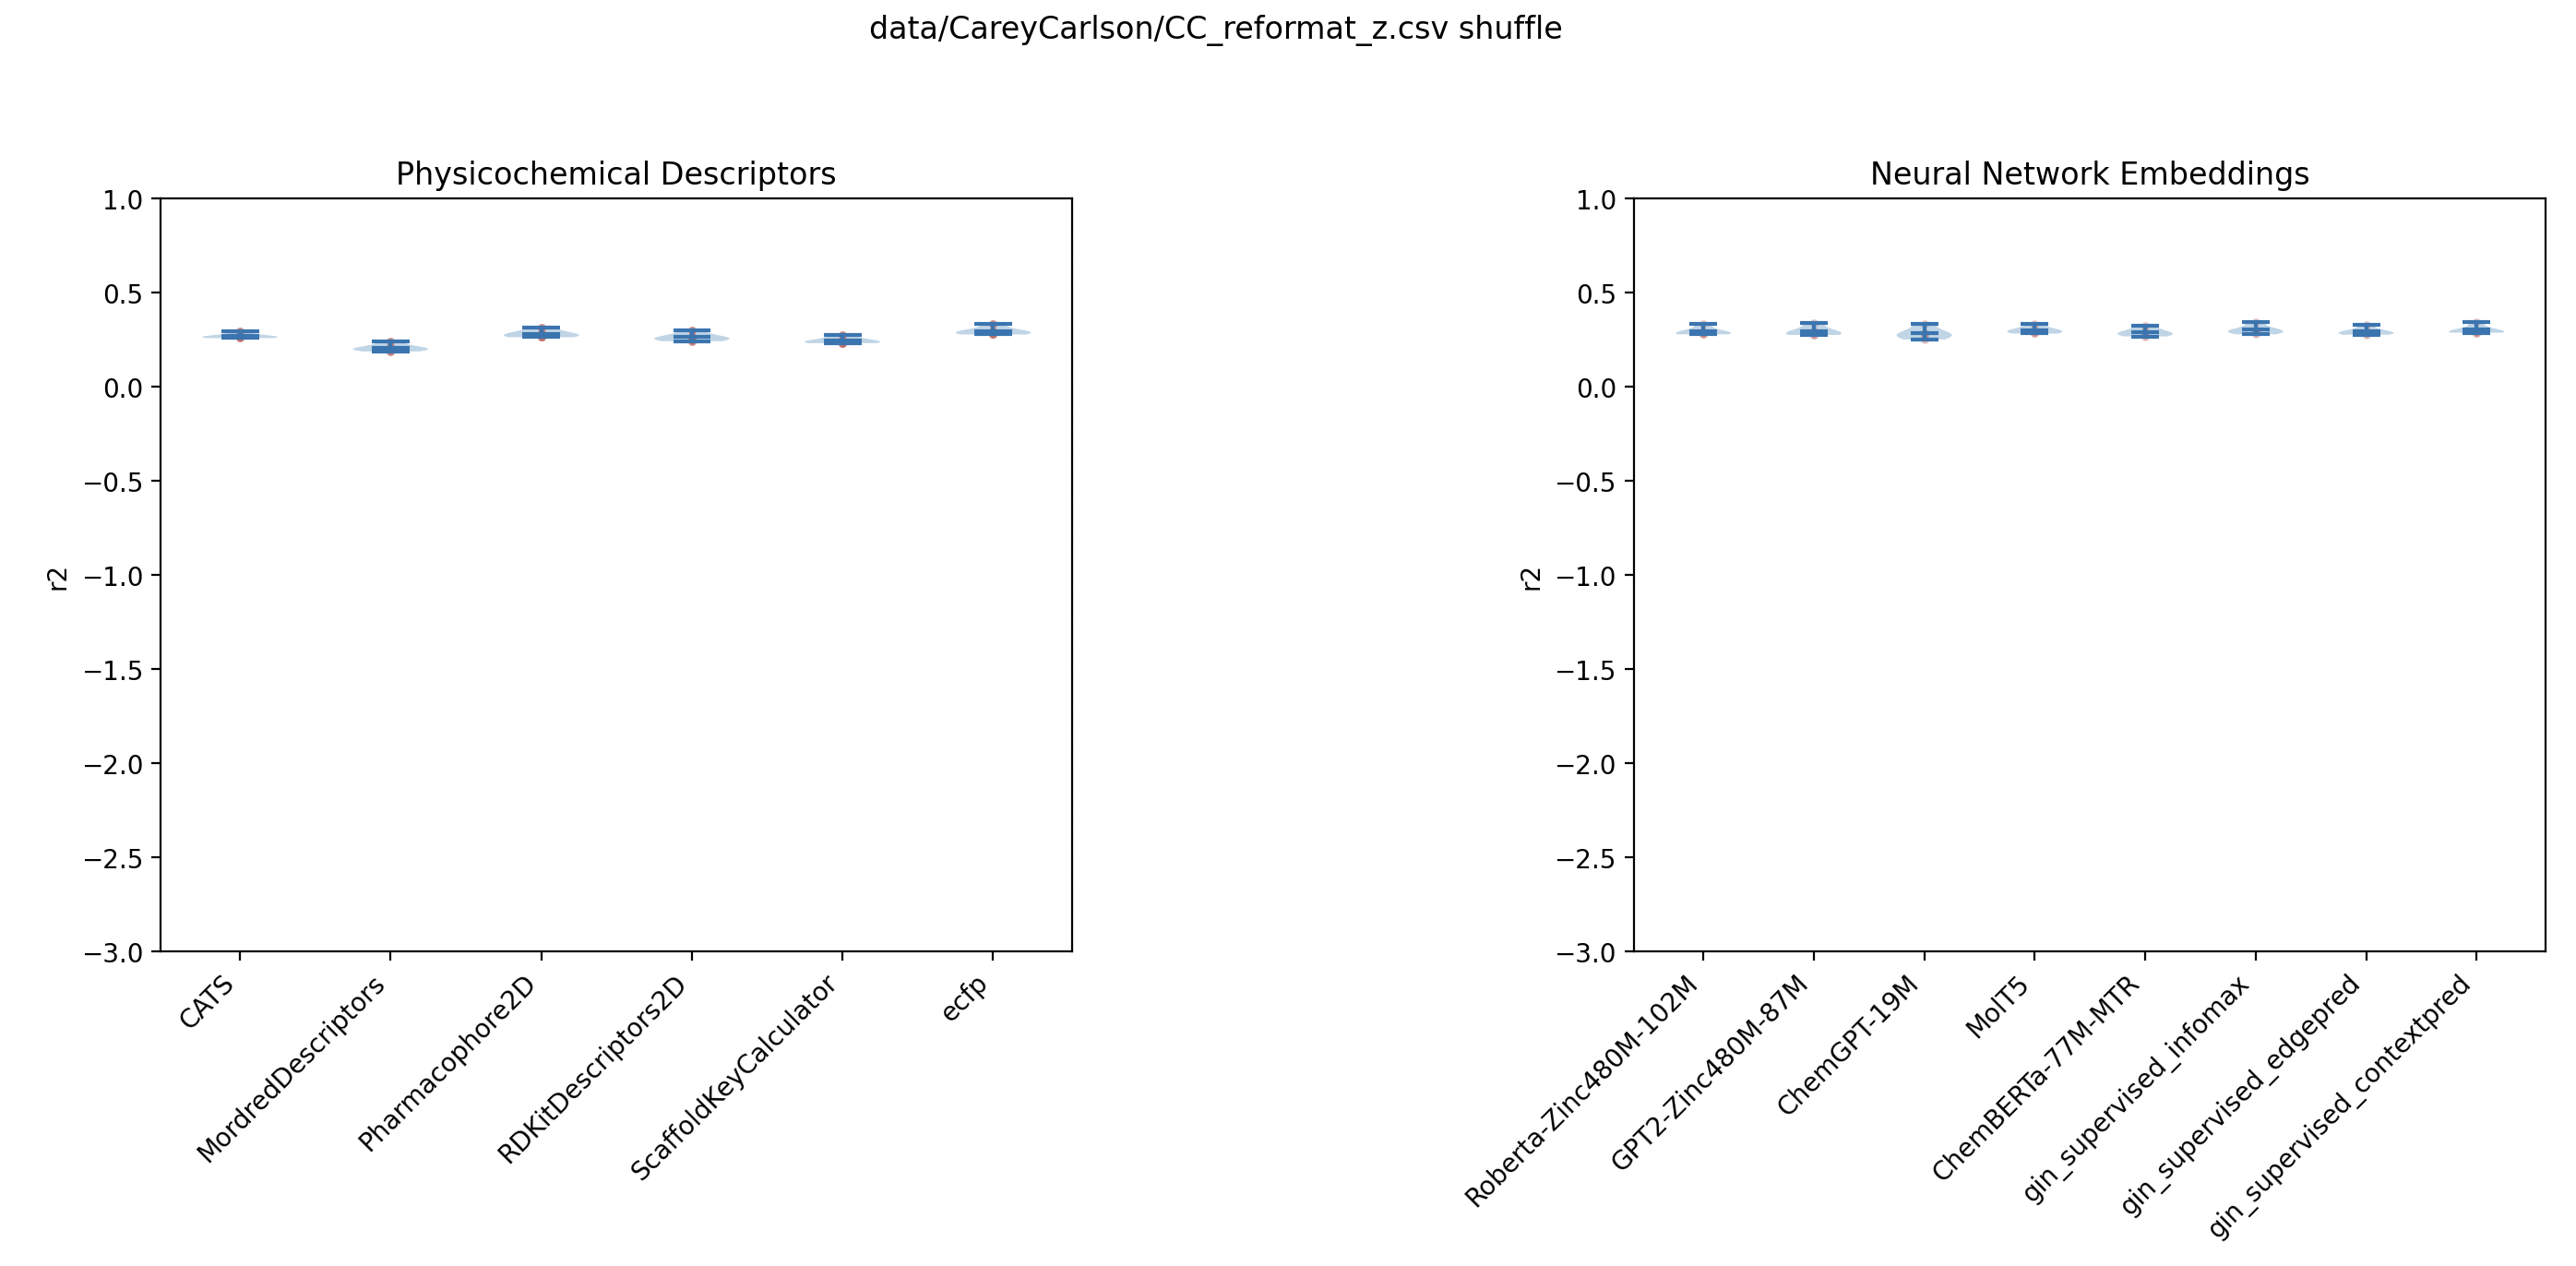 data/CareyCarlson/CC_reformat_z.csv shuffle
Physicochemical Descriptors
1.0
0.5
0.0
−0.5
−1.0
−1.5
−2.0
−2.5
−3.0
r2
CATS
MordredDescriptors
Pharmacophore2D
RDKitDescriptors2D
ScaffoldKeyCalculator
ecfp
Neural Network Embeddings
1.0
0.5
0.0
−0.5
−1.0
−1.5
−2.0
−2.5
−3.0
r2
Roberta-Zinc480M-102M
GPT2-Zinc480M-87M
ChemGPT-19M
MolT5
ChemBERTa-77M-MTR
gin_supervised_infomax
gin_supervised_edgepred
gin_supervised_contextpred